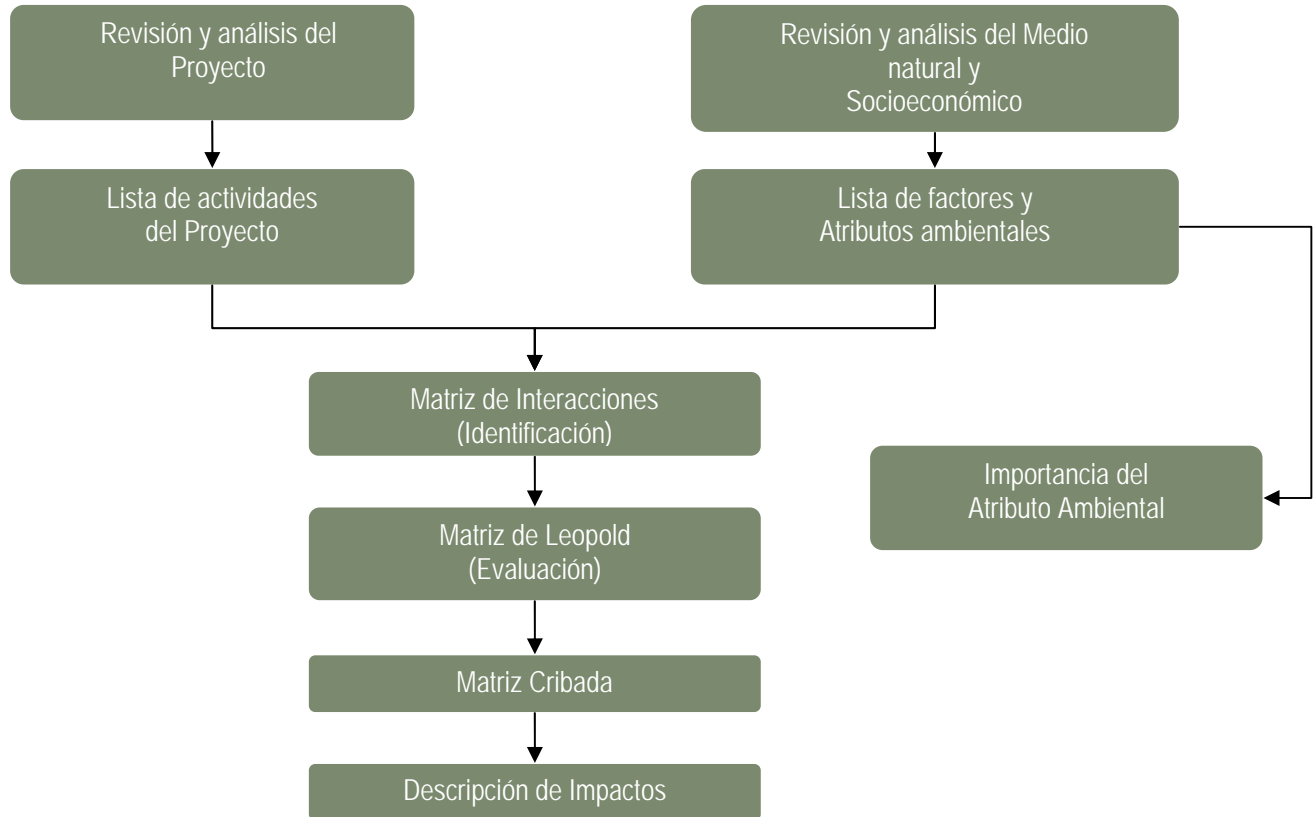 Revisión y análisis del
Proyecto
Revisión y análisis del Medio
natural y
Socioeconómico
Lista de actividades
del Proyecto
Lista de factores y
Atributos ambientales
Matriz de Interacciones
(Identificación)
Importancia del
Atributo Ambiental
Matriz de Leopold
(Evaluación)
Matriz Cribada
Descripción de Impactos